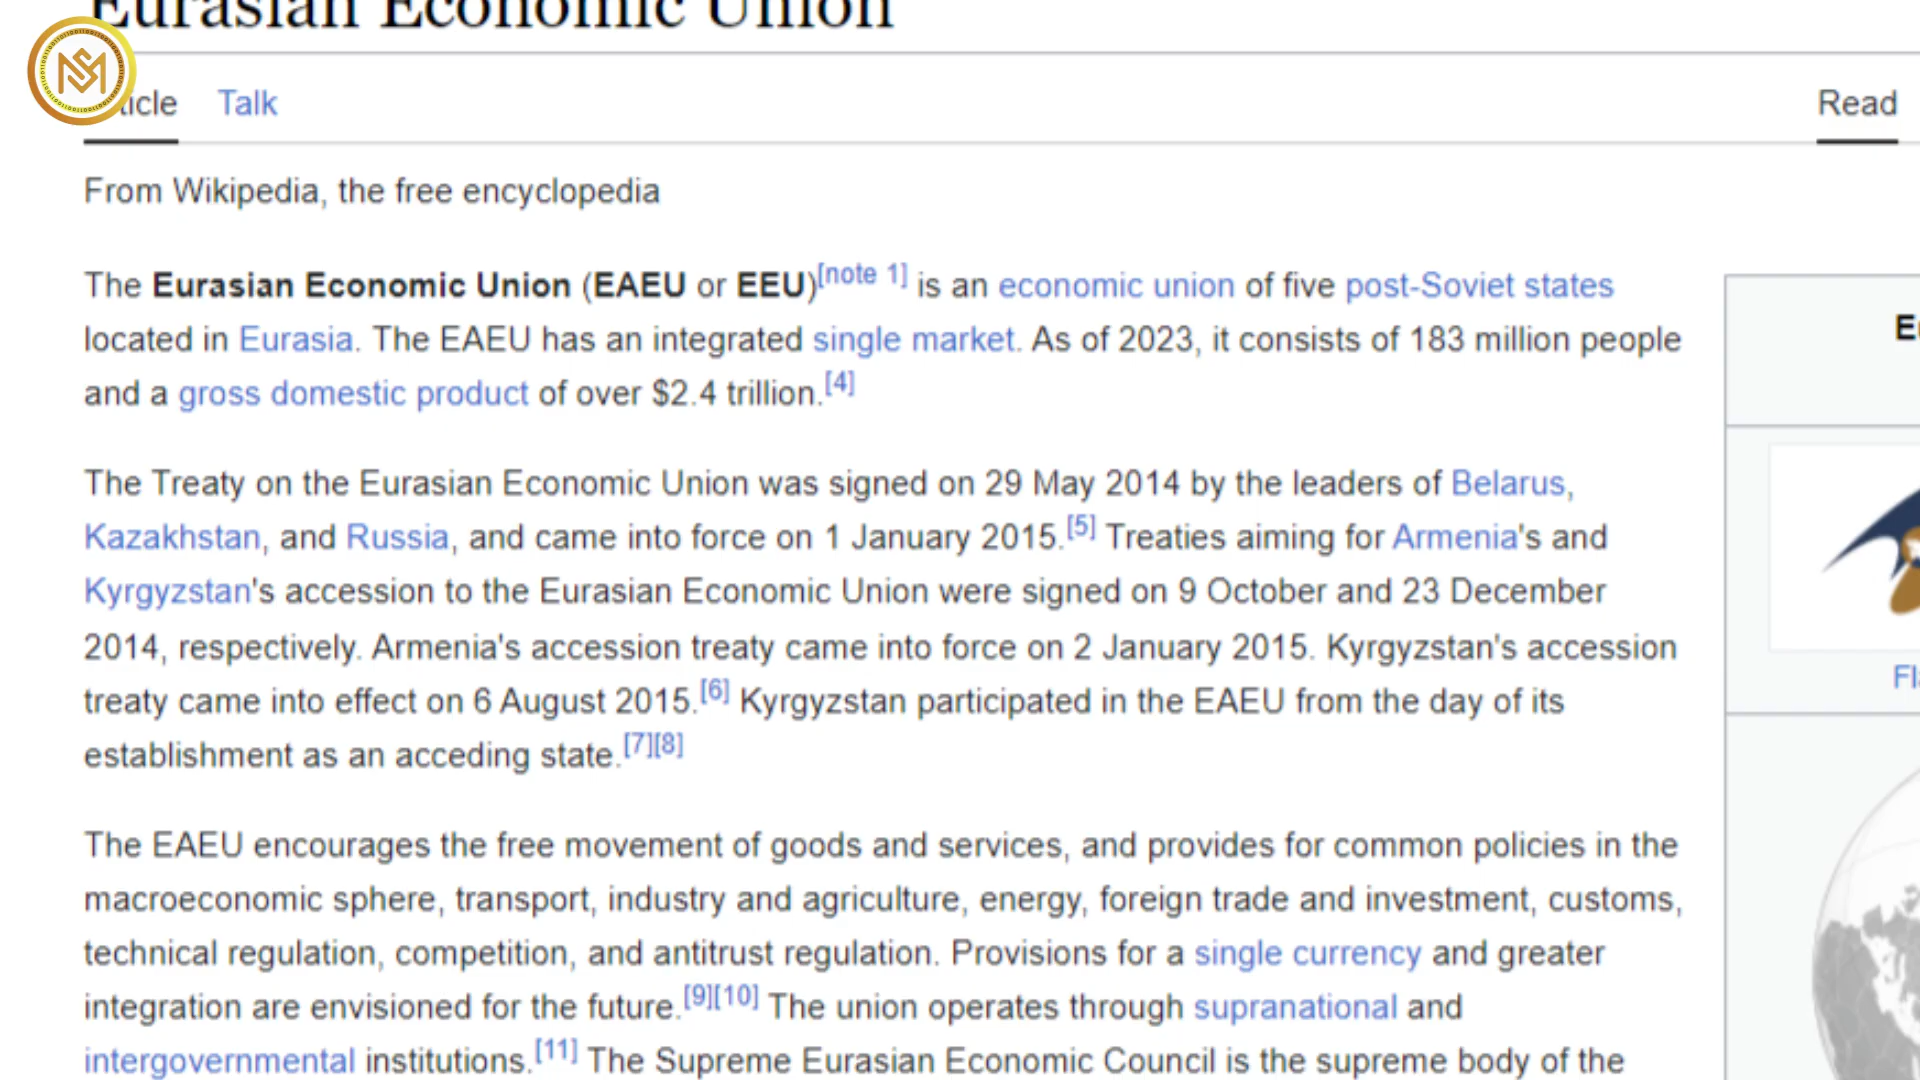 Eurasian Economic Union
Talk
Read
From Wikipedia, the free encyclopedia
The Eurasian Economic Union (EAEU or EEU)[note 1] is an economic union of five post-Soviet states
located in Eurasia. The EAEU has an integrated single market. As of 2023, it consists of 183 million people
and a gross domestic product of over $2.4 trillion.[4]
The Treaty on the Eurasian Economic Union was signed on 29 May 2014 by the leaders of Belarus,
Kazakhstan, and Russia, and came into force on 1 January 2015.[5] Treaties aiming for Armenia's and
Kyrgyzstan's accession to the Eurasian Economic Union were signed on 9 October and 23 December
2014, respectively. Armenia's accession treaty came into force on 2 January 2015. Kyrgyzstan's accession
treaty came into effect on 6 August 2015.[6] Kyrgyzstan participated in the EAEU from the day of its
establishment as an acceding state.[7][8]
The EAEU encourages the free movement of goods and services, and provides for common policies in the
macroeconomic sphere, transport, industry and agriculture, energy, foreign trade and investment, customs,
technical regulation, competition, and antitrust regulation. Provisions for a single currency and greater
integration are envisioned for the future.[9][10] The union operates through supranational and
intergovernmental institutions.[11] The Supreme Eurasian Economic Council is the supreme body of the